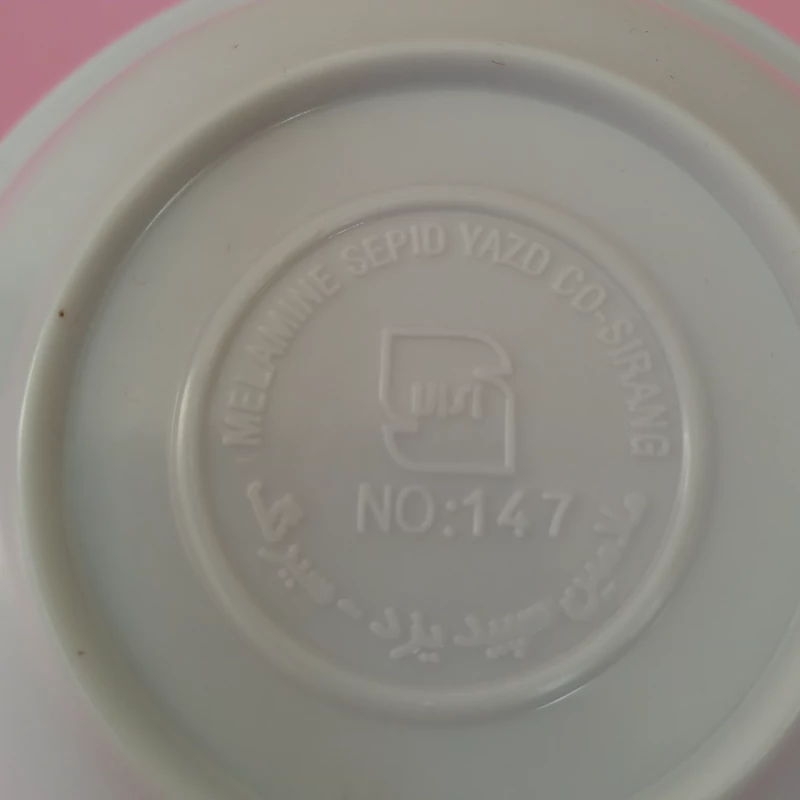 MELAMINE SEPID YAZD CO-SIRANG
NO:147
ملامین سپید یزد - سیرنگ